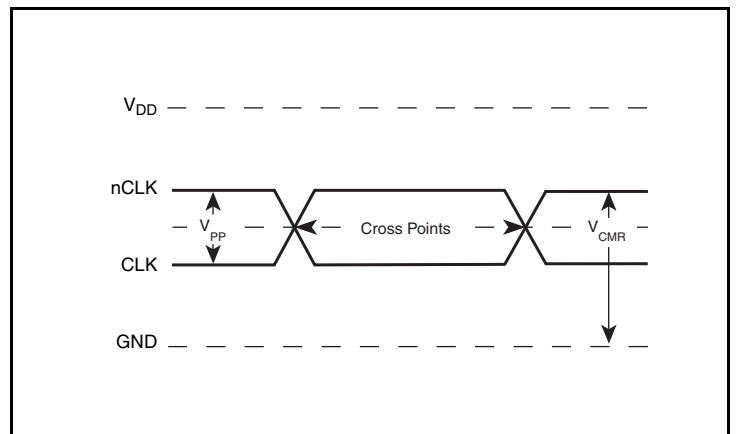 VDD
nCLK
VPP
Cross Points
VCMR
CLK
GND